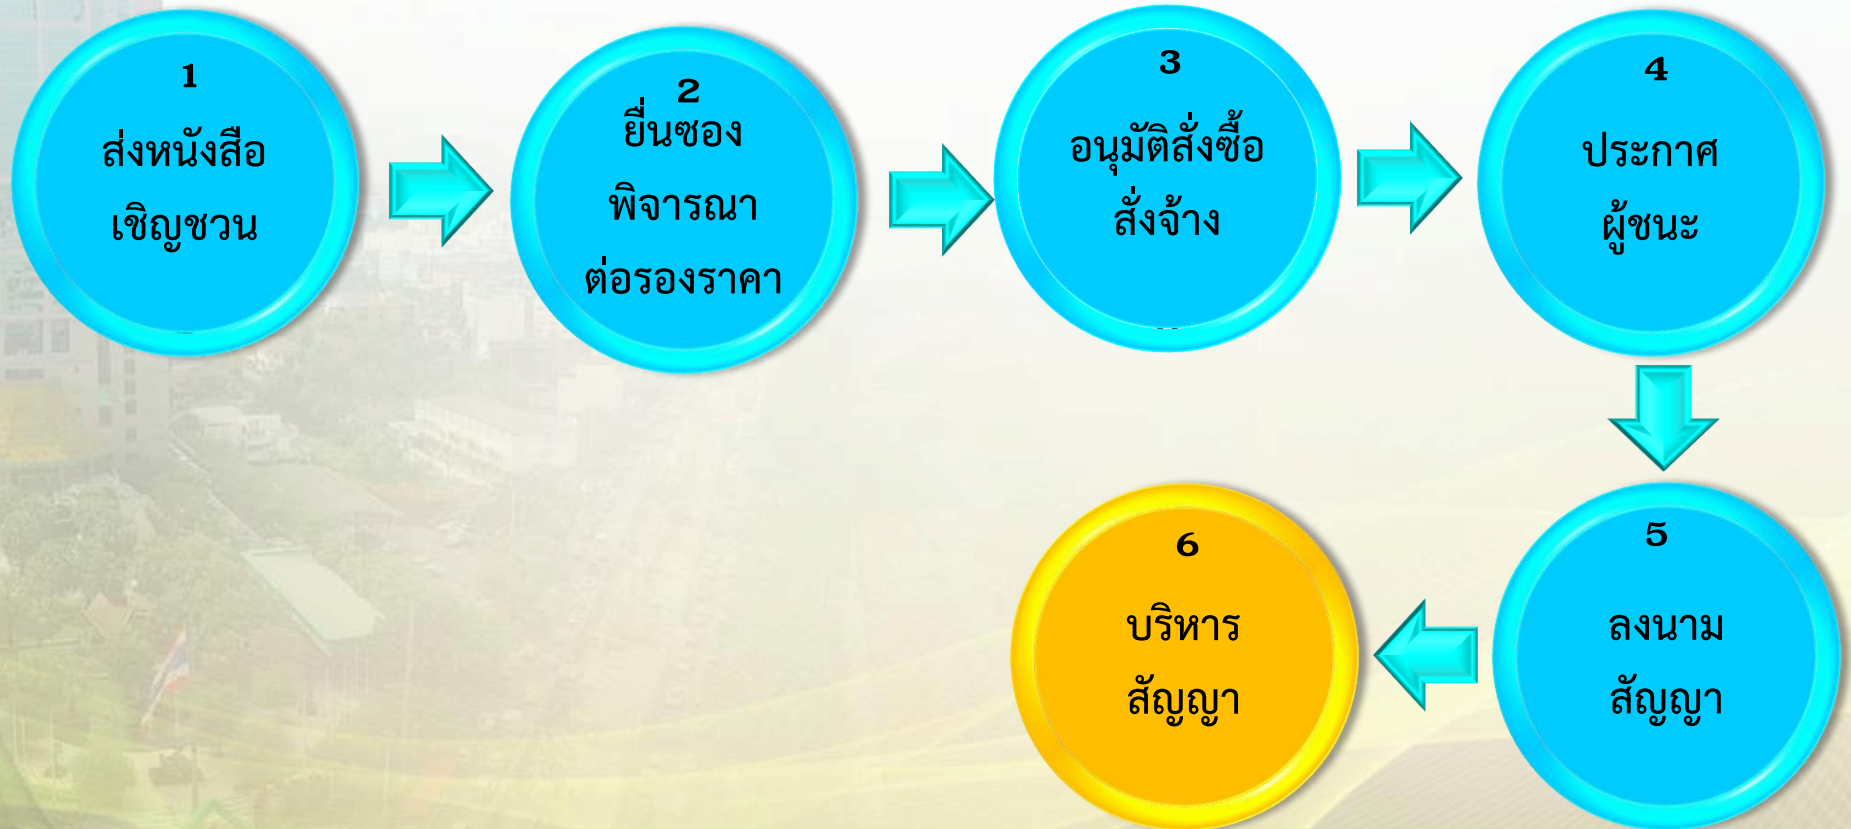 1
ส่งหนังสือ
เชิญชวน
2
ยื่นซอง
พิจารณา
ต่อรองราคา
3
อนุมัติสั่งซื้อ
สั่งจ้าง
4
ประกาศ
ผู้ชนะ
5
ลงนาม
สัญญา
6
บริหาร
สัญญา